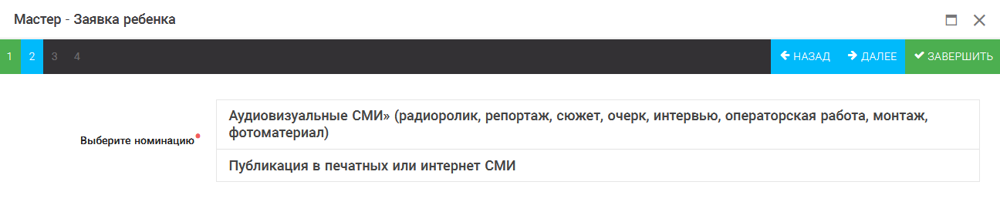 Мастер - Заявка ребенка
1 2 3 4 НАЗАД ДАЛЕЕ ЗАВЕРШИТЬ
Аудиовизуальные СМИ» (радиоролик, репортаж, сюжет, очерк, интервью, операторская работа, монтаж,
фотоматериал)
Выберите номинацию
Публикация в печатных или интернет СМИ